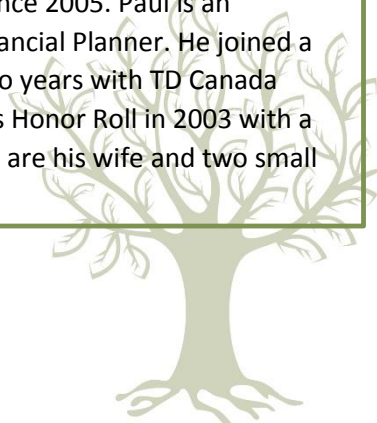 nce 2005. Paul is an
ancial Planner. He joined a
o years with TD Canada
s Honor Roll in 2003 with a
are his wife and two small